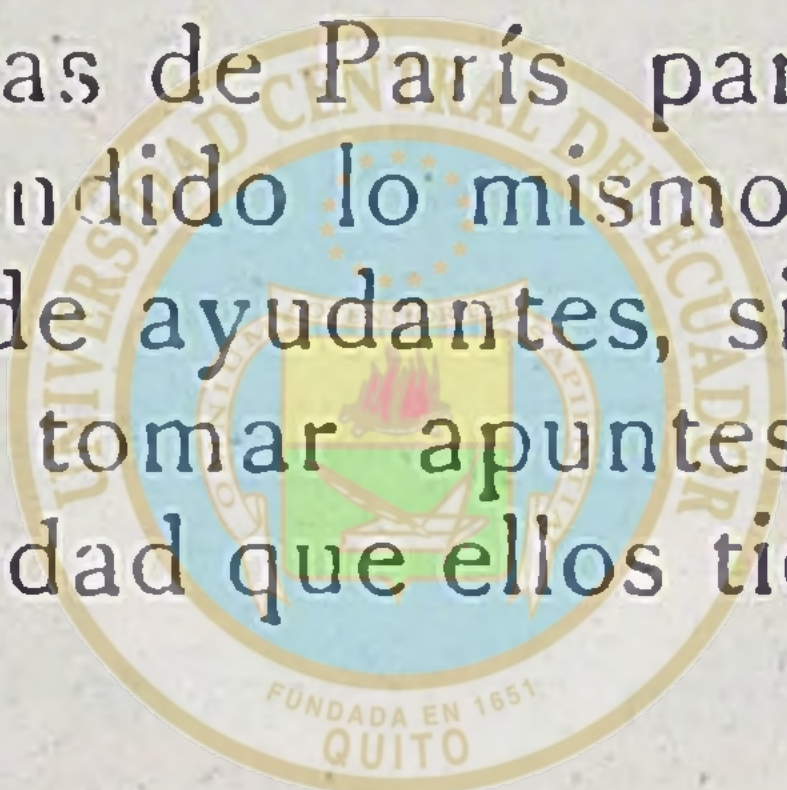 as de París par
ndido lo mismo
de ayudantes, si
tomar apuntes
dad que ellos tie
UNIVERSIDAD CENTRAL DEL ECUADOR
FUNDADA EN 1651
QUITO